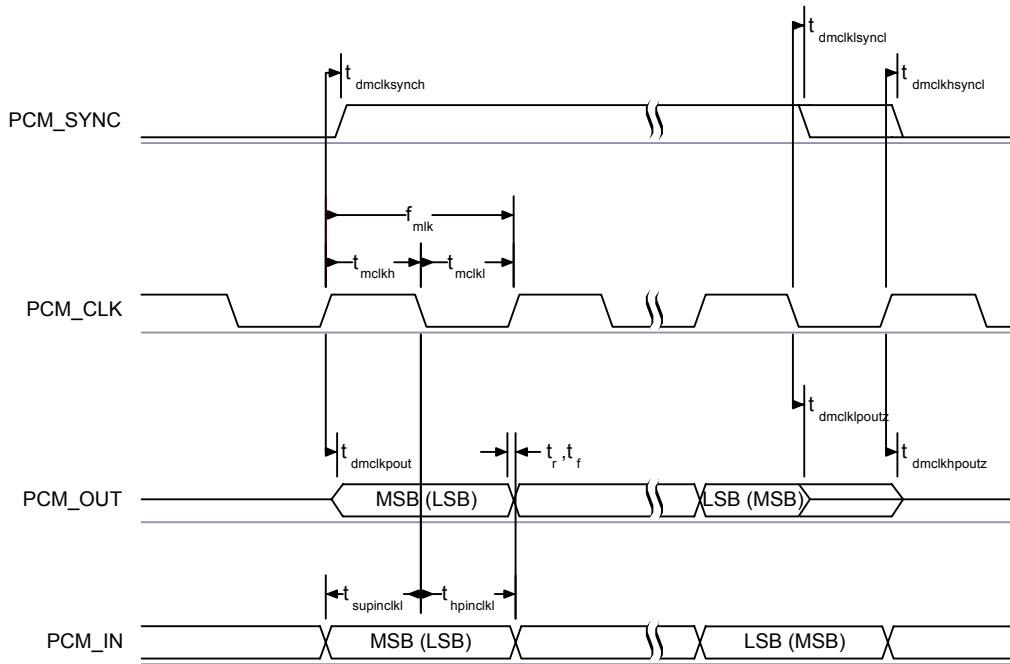 t dmclklsyncl
t dmclksynch
t dmclkhsyncl
PCM_SYNC
f mlk
t mclkh
t mclkl
PCM_CLK
t dmclklpoutz
t dmclkpout
t r ,t f
t dmclkhpoutz
PCM_OUT
MSB (LSB)
LSB (MSB)
t supinclkl
t hpinclkl
PCM_IN
MSB (LSB)
LSB (MSB)